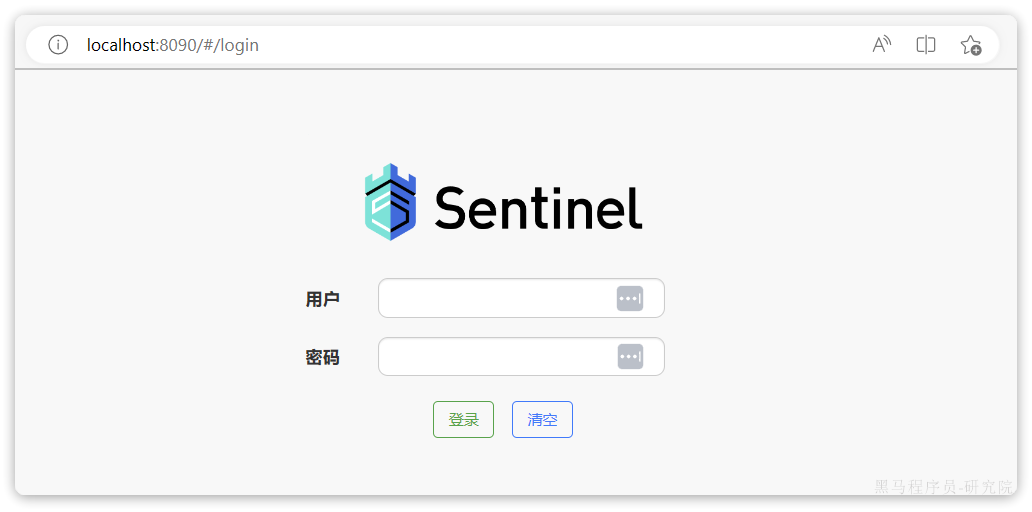 localhost:8090/#/login
Sentinel
用户
密码
登录 清空
黑马程序员-研究院